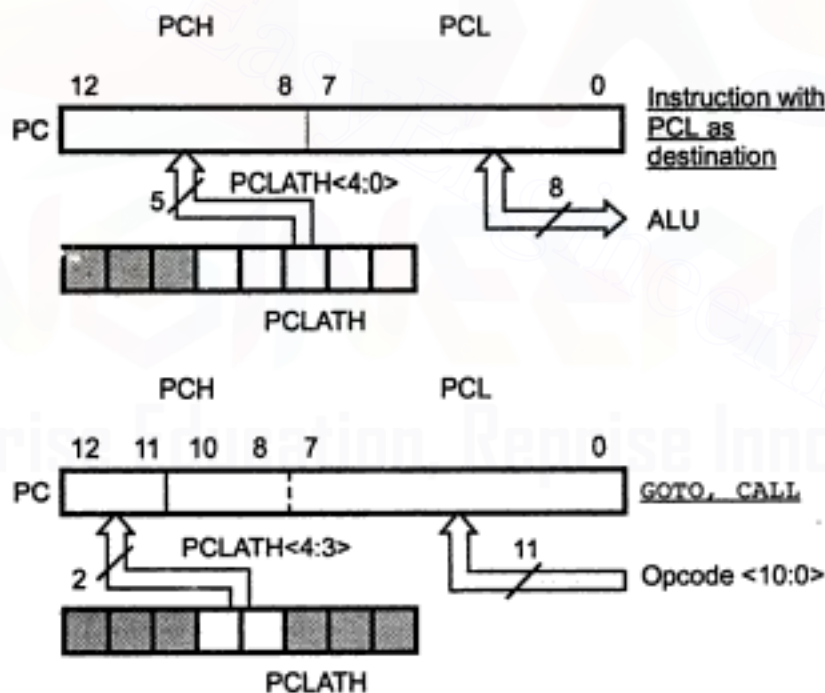 PCH PCL
12 8 7 0
PC
Instruction with
PCL as
destination
5 PCLATH<4:0> 8
ALU
PCLATH
PCH PCL
12 11 10 8 7 0
PC GOTO, CALL
2 PCLATH<4:3> 11
Opcode <10:0>
PCLATH